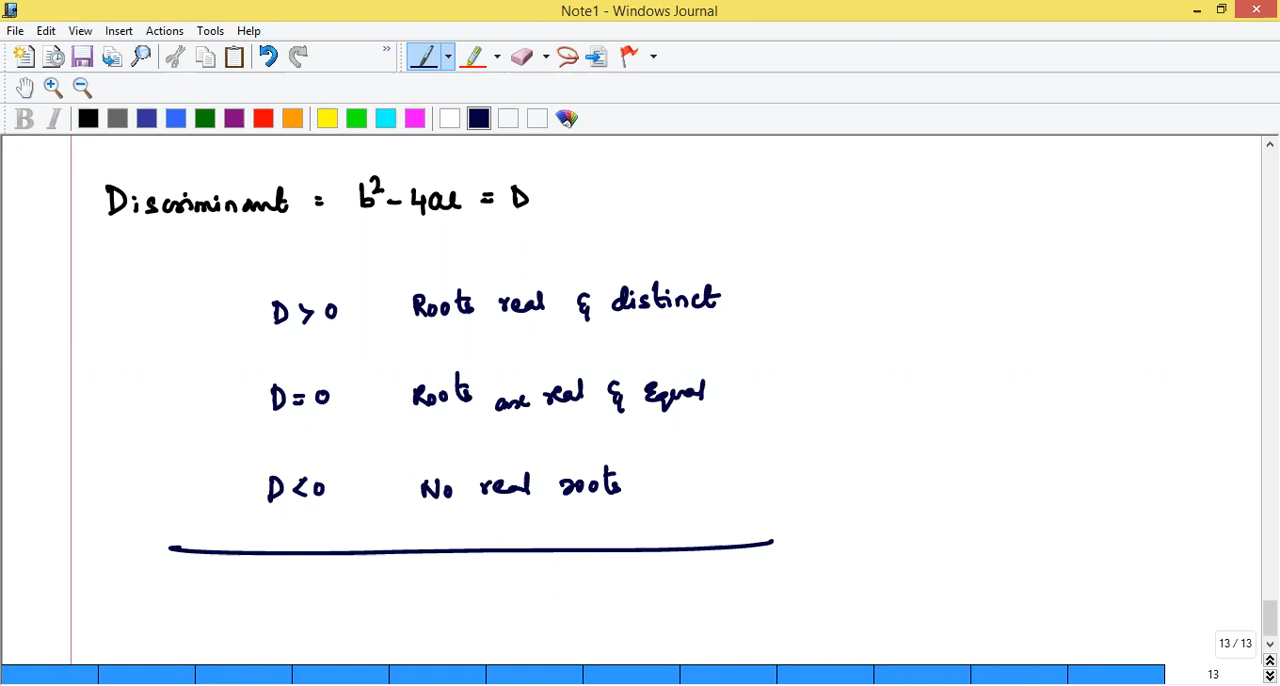 Note1 - Windows Journal
File Edit View Insert Actions Tools Help
B I
Discriminant = b² - 4ac = D
D > 0 Roots real & distinct
D = 0 Roots are real & Equal
D < 0 No real roots
13 / 13
13